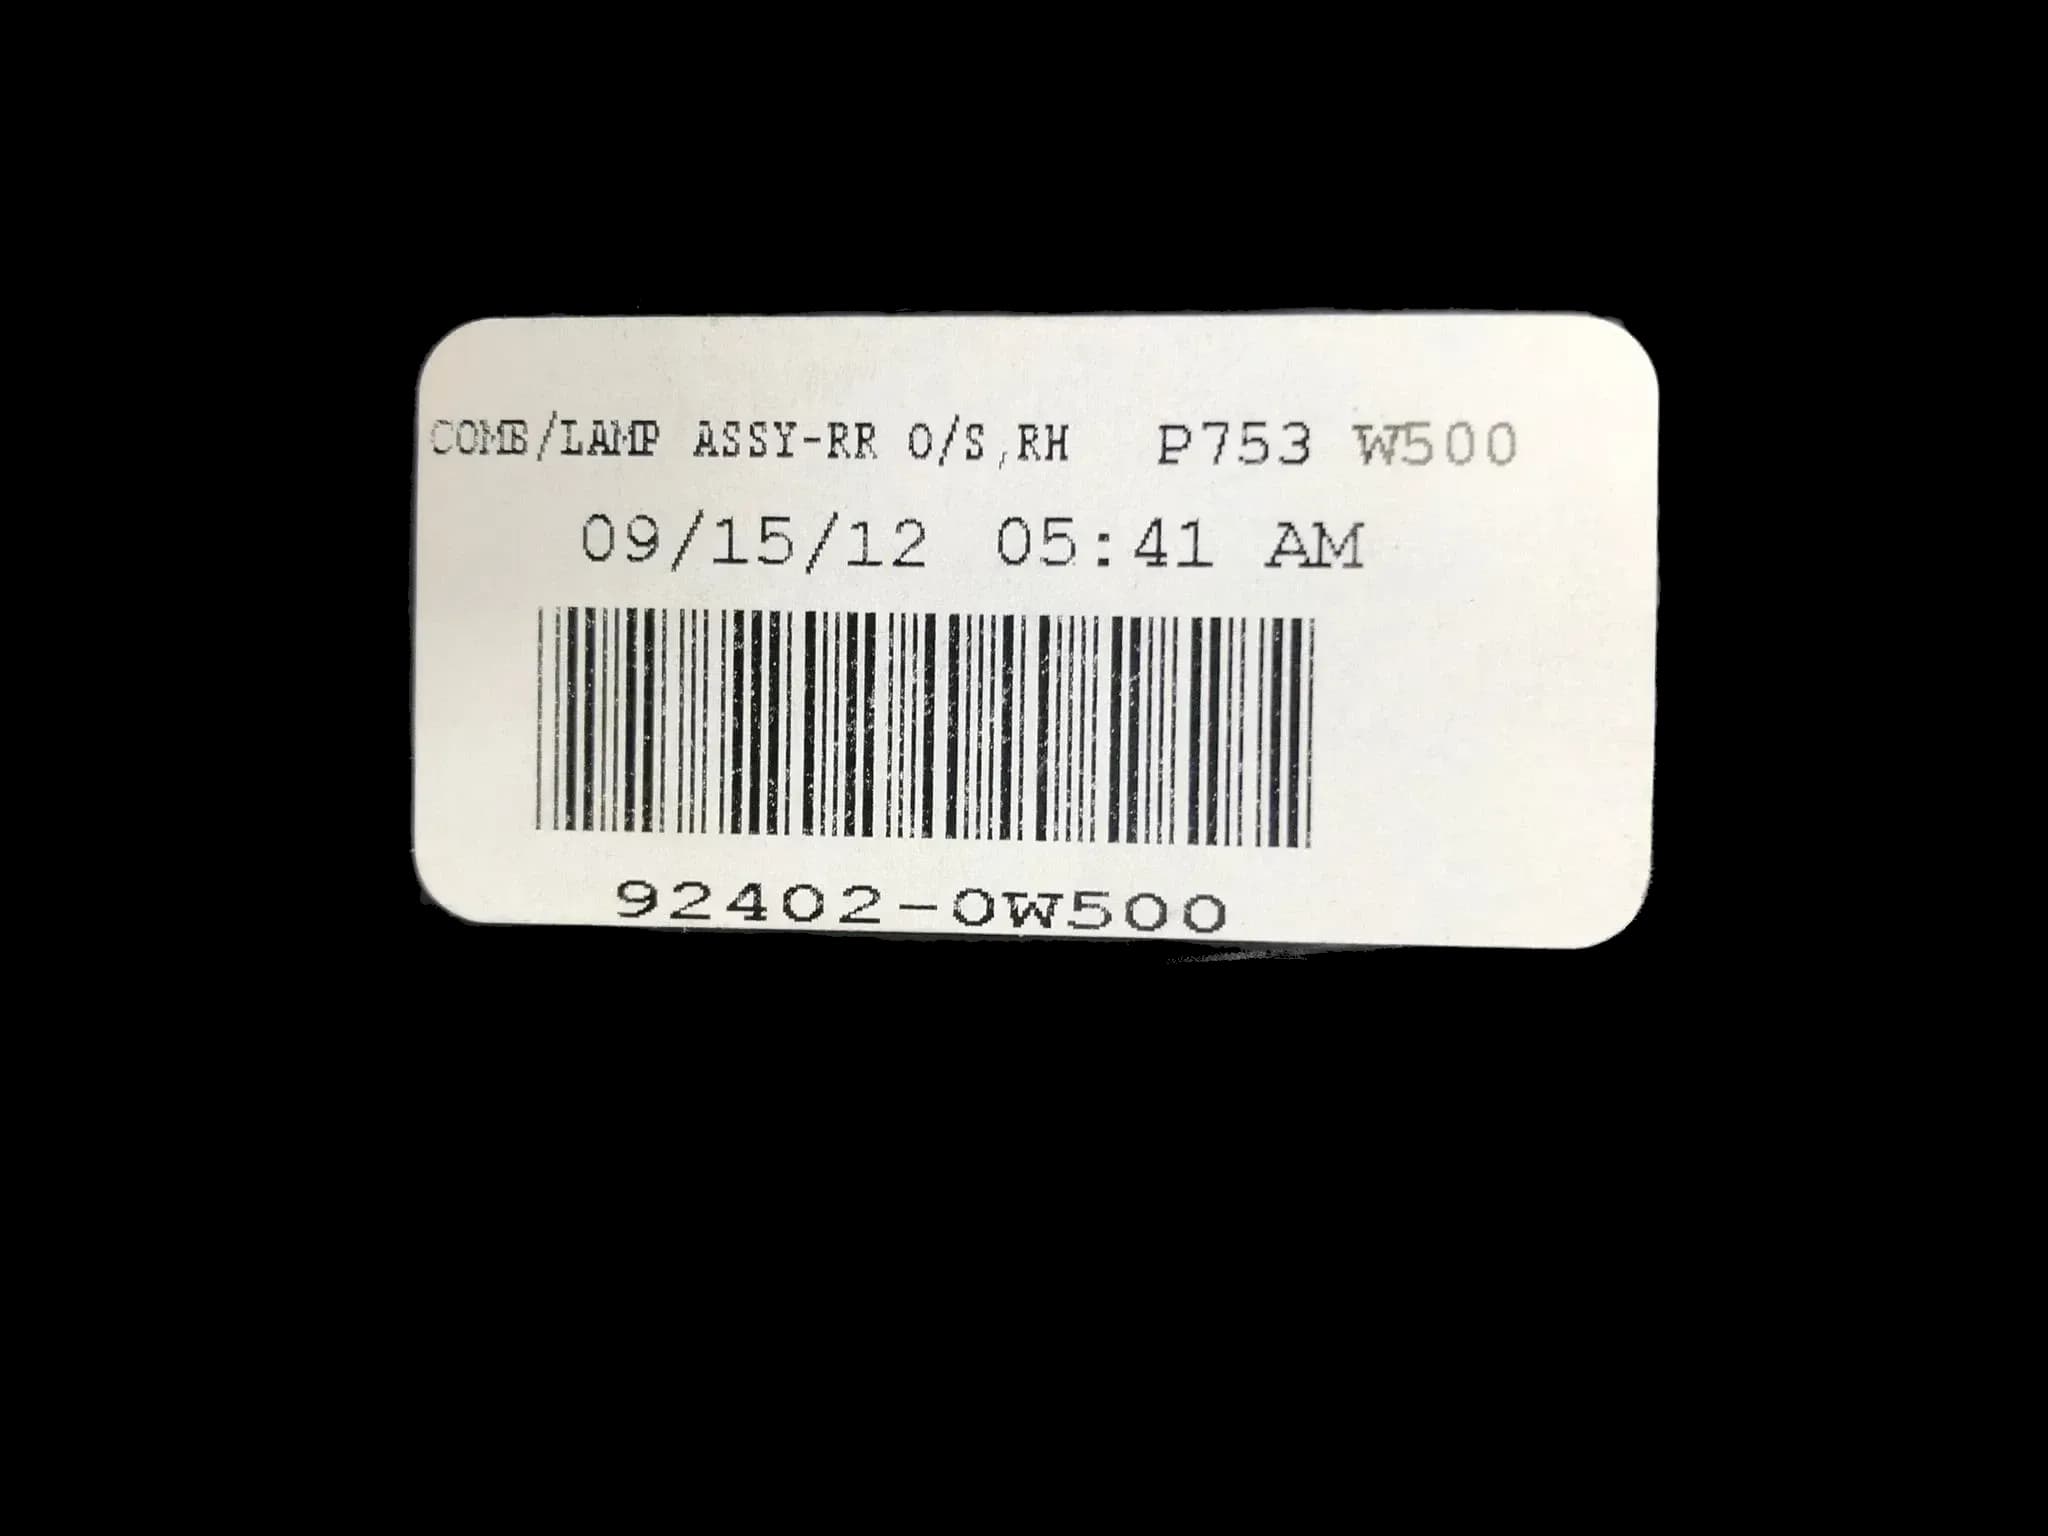 COMB/LAMP ASSY-RR O/S,RH P753 W500
09/15/12 05:41 AM
92402-0W500